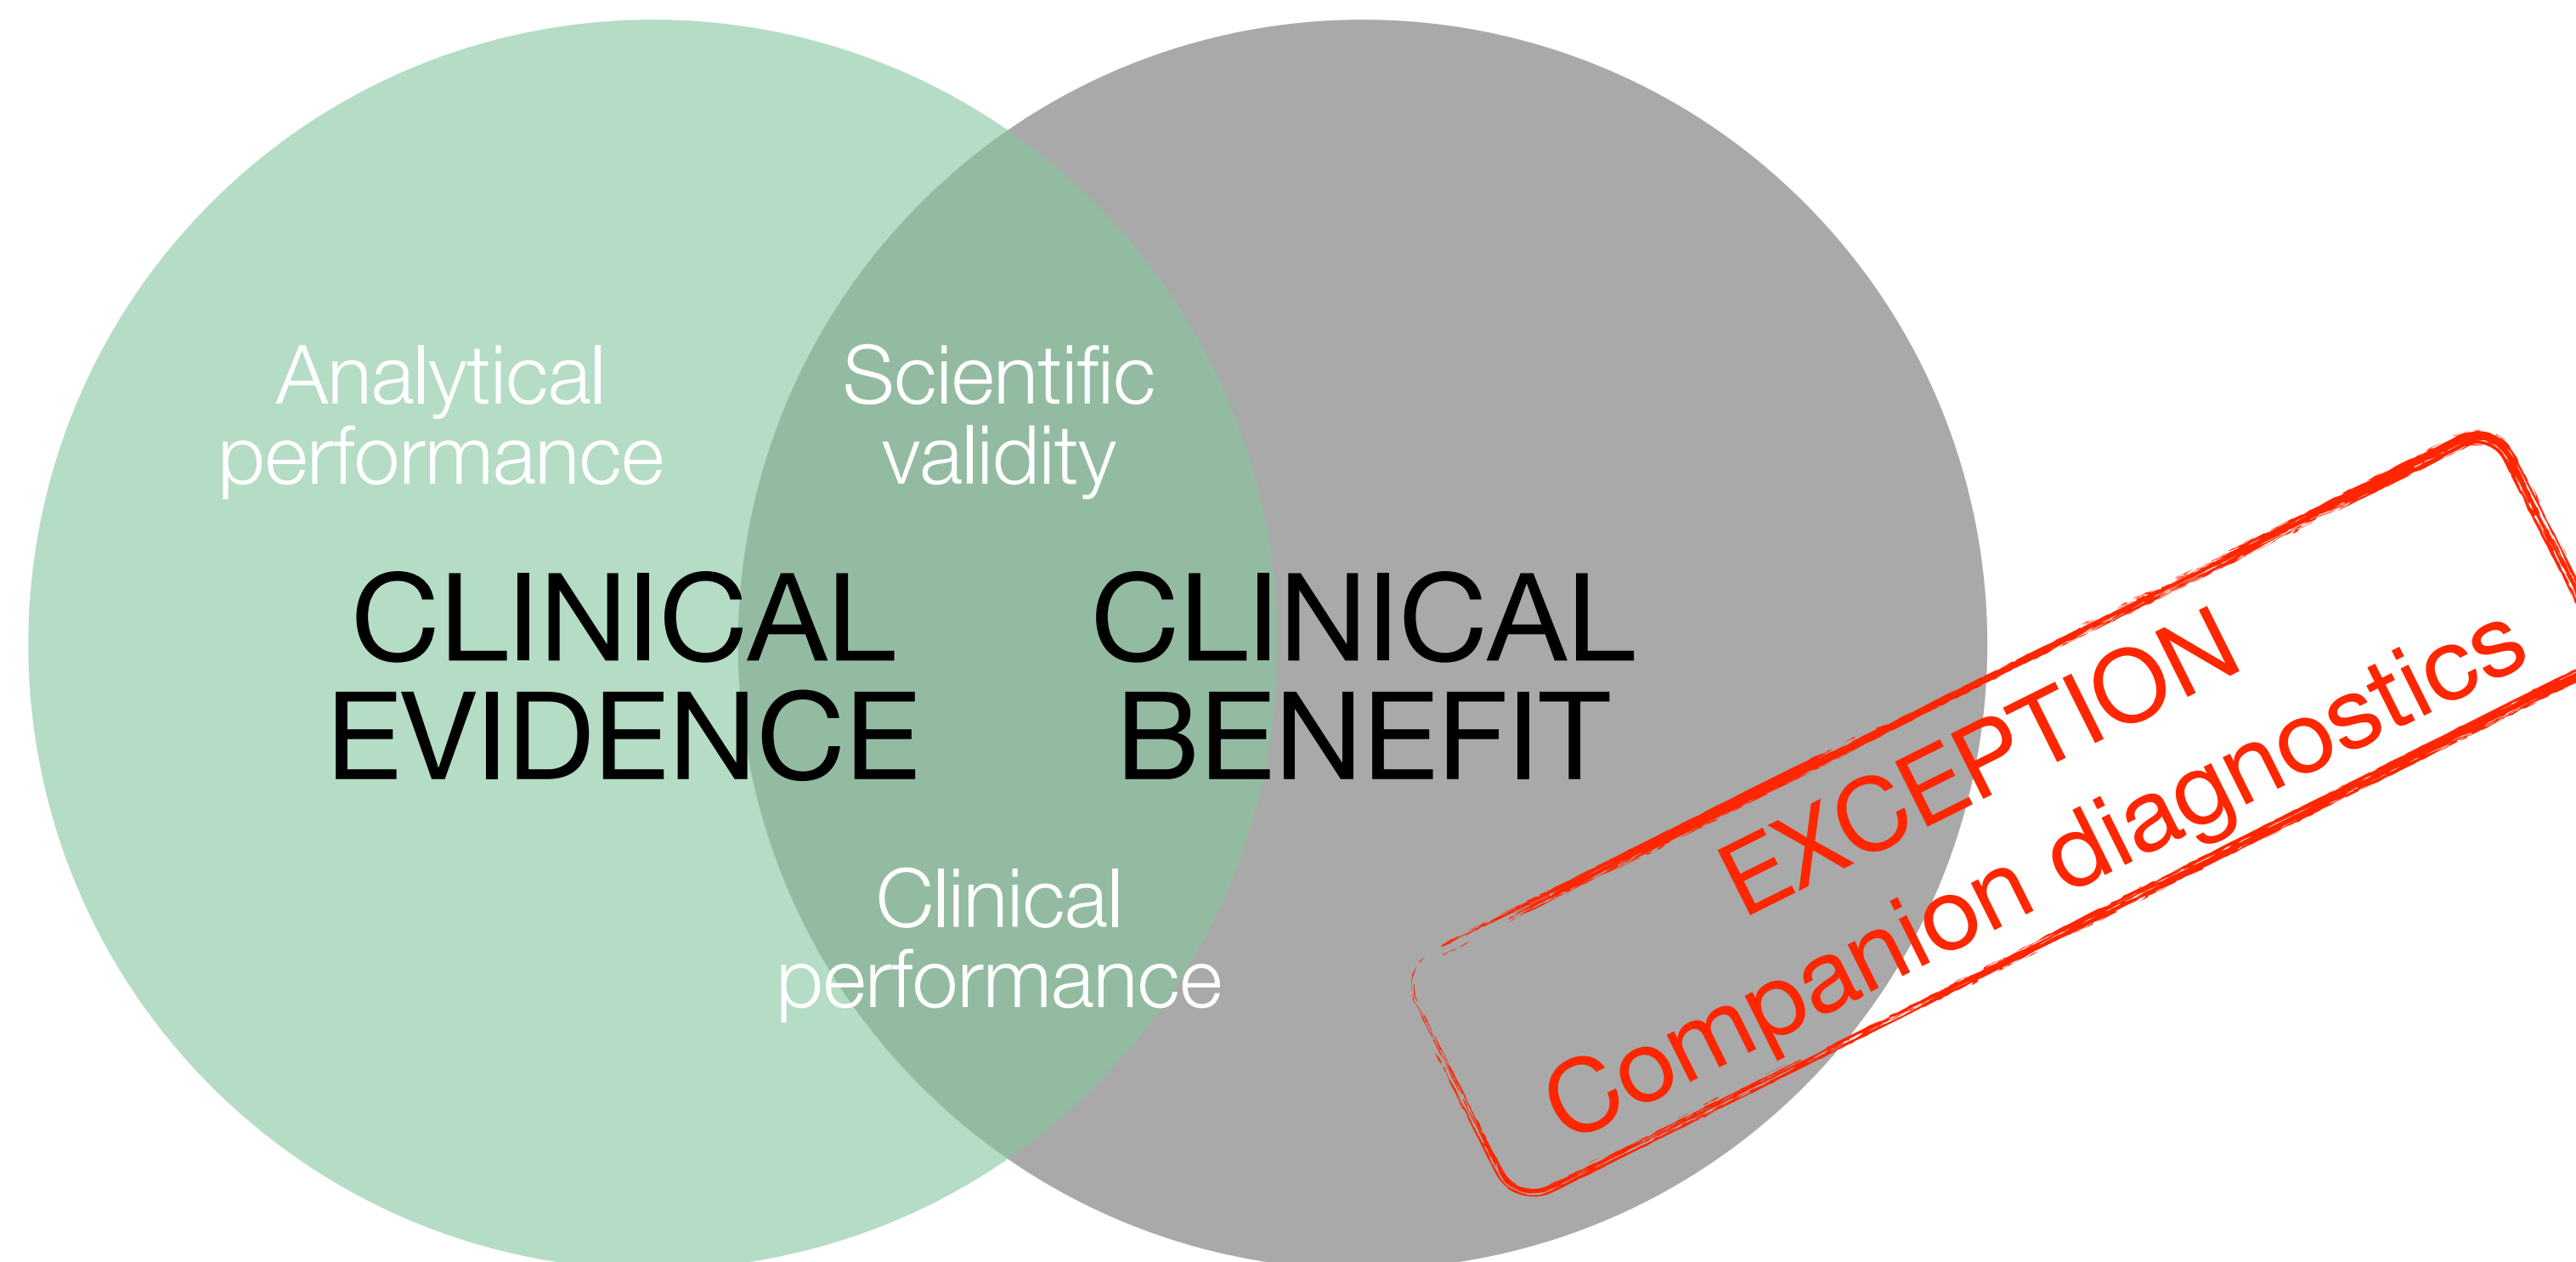 Analytical
performance
Scientific
validity
CLINICAL
EVIDENCE
CLINICAL
BENEFIT
Clinical
performance
EXCEPTION
Companion diagnostics